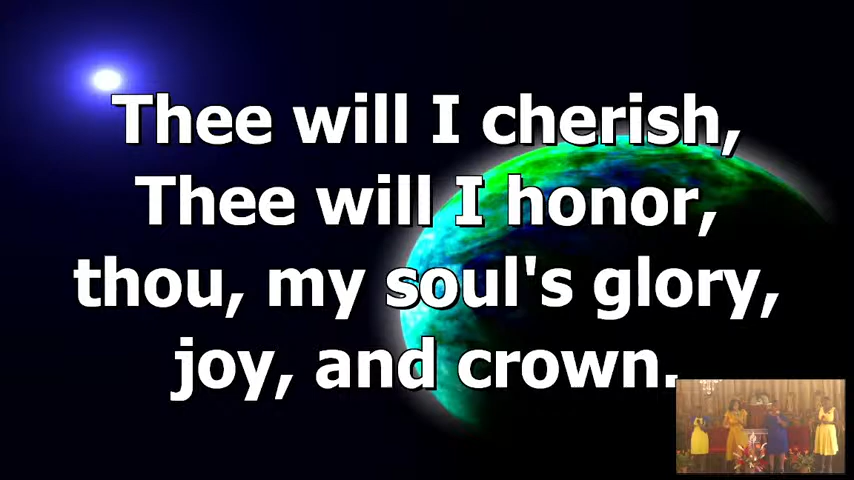 Thee will I cherish,
Thee will I honor,
thou, my soul's glory,
joy, and crown.